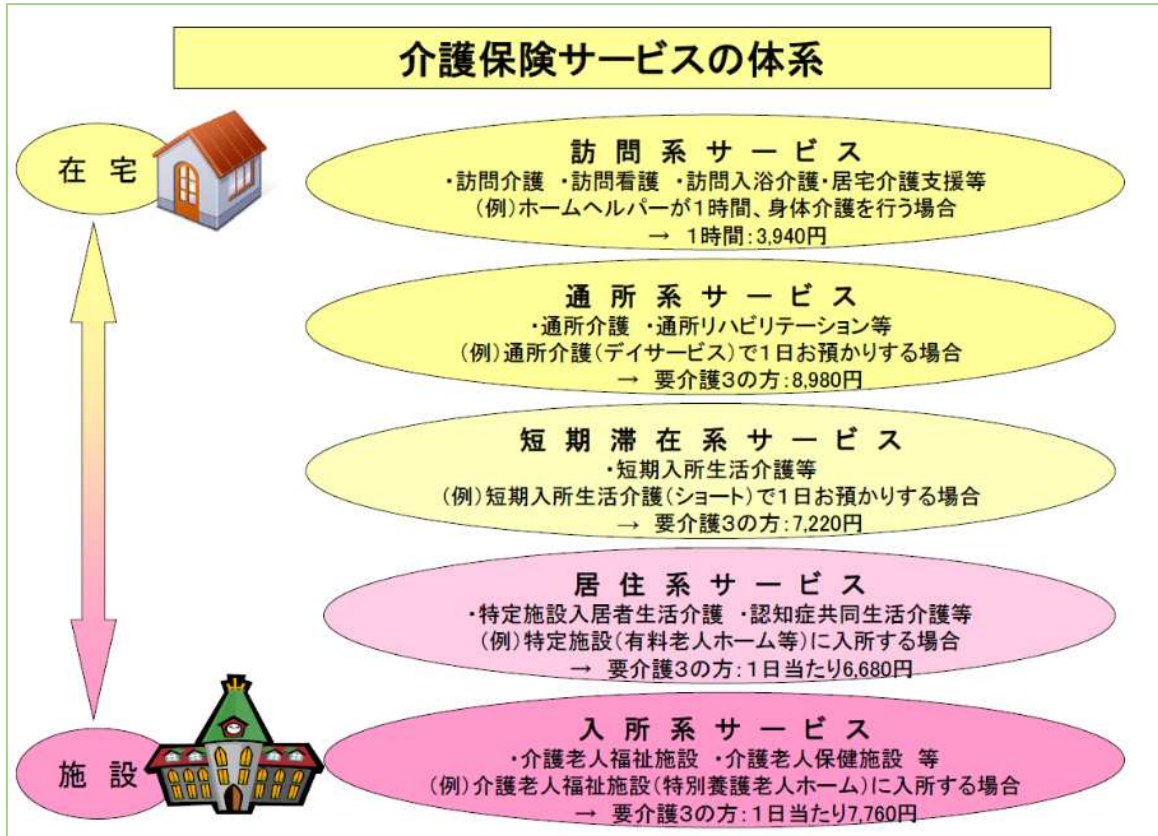 介護保険サービスの体系
在 宅
訪 問 系 サ ー ビ ス
・訪問介護 ・訪問看護 ・訪問入浴介護・居宅介護支援等
(例)ホームヘルパーが1時間、身体介護を行う場合
→ 1時間:3,940円
通 所 系 サ ー ビ ス
・通所介護 ・通所リハビリテーション等
(例)通所介護(デイサービス)で1日お預かりする場合
→ 要介護3の方:8,980円
短 期 滞 在 系 サ ー ビ ス
・短期入所生活介護等
(例)短期入所生活介護(ショート)で1日お預かりする場合
→ 要介護3の方:7,220円
居 住 系 サ ー ビ ス
・特定施設入居者生活介護 ・認知症共同生活介護等
(例)特定施設(有料老人ホーム等)に入所する場合
→ 要介護3の方:1日当たり6,680円
施 設
入 所 系 サ ー ビ ス
・介護老人福祉施設 ・介護老人保健施設 等
(例)介護老人福祉施設(特別養護老人ホーム)に入所する場合
→ 要介護3の方:1日当たり7,760円